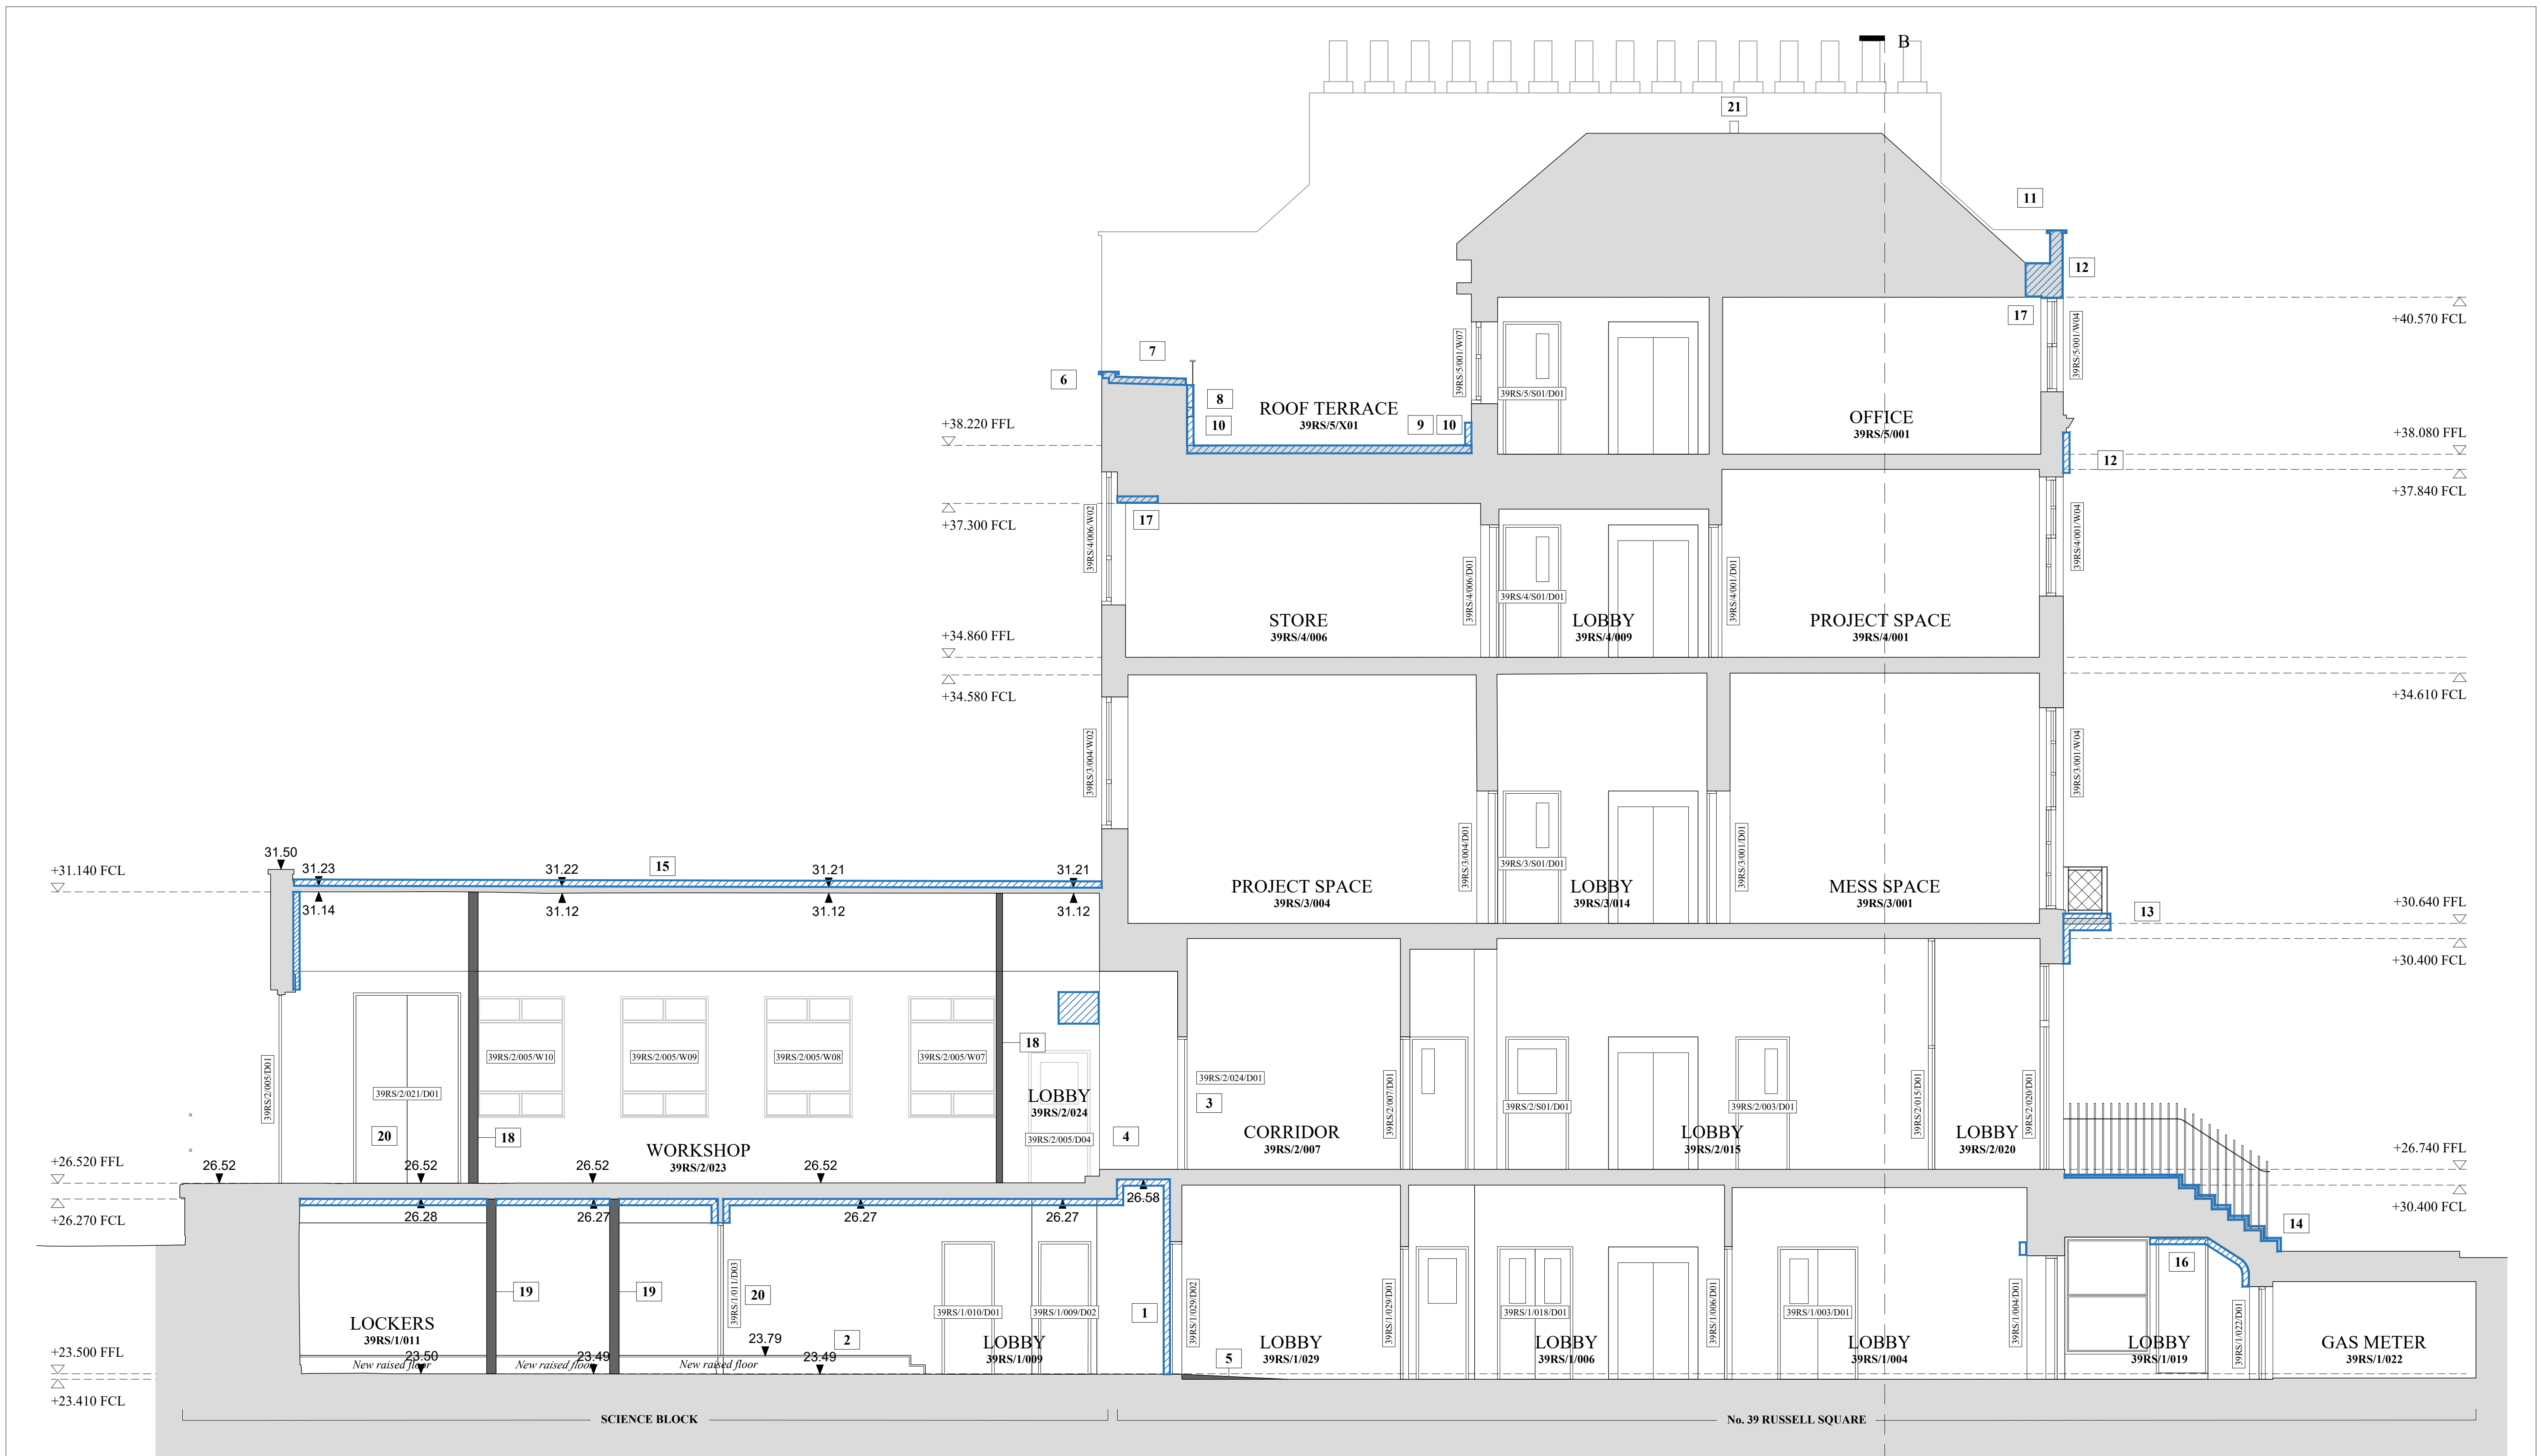 B
21
11
12
+40.570 FCL
17
39RS/5/001/W04
39RS/5/001/W07
39RS/5/S01/D01
7
6
8
10
ROOF TERRACE
39RS/5/X01
9
10
OFFICE
39RS/5/001
+38.220 FFL
+38.080 FFL
12
+37.840 FCL
+37.300 FCL
17
39RS/4/006/W02
39RS/4/006/D01
39RS/4/S01/D01
39RS/4/001/D01
39RS/4/001/W04
STORE
39RS/4/006
LOBBY
39RS/4/009
PROJECT SPACE
39RS/4/001
+34.860 FFL
+34.580 FCL
+34.610 FCL
39RS/3/004/W02
39RS/3/004/D01
39RS/3/S01/D01
39RS/3/001/D01
39RS/3/001/W04
PROJECT SPACE
39RS/3/004
LOBBY
39RS/3/014
MESS SPACE
39RS/3/001
31.50
+31.140 FCL
31.23
31.22
15
31.21
31.21
31.14
31.12
31.12
31.12
13
+30.640 FFL
+30.400 FCL
39RS/2/005/D01
39RS/2/021/D01
20
18
39RS/2/005/W10
39RS/2/005/W09
39RS/2/005/W08
39RS/2/005/W07
18
LOBBY
39RS/2/024
39RS/2/005/D04
4
39RS/2/024/D01
3
WORKSHOP
39RS/2/023
CORRIDOR
39RS/2/007
39RS/2/007/D01
39RS/2/S01/D01
39RS/2/003/D01
LOBBY
39RS/2/015
39RS/2/015/D01
LOBBY
39RS/2/020
39RS/2/020/D01
+26.520 FFL
26.52
26.52
26.52
26.52
+26.740 FFL
+26.270 FCL
26.28
26.27
26.27
26.27
26.58
+30.400 FCL
14
16
19
19
39RS/1/011/D03
20
39RS/1/010/D01
39RS/1/009/D02
1
39RS/1/029/D02
39RS/1/029/D01
39RS/1/018/D01
39RS/1/006/D01
39RS/1/003/D01
39RS/1/004/D01
39RS/1/022/D01
LOCKERS
39RS/1/011
23.79
2
LOBBY
39RS/1/009
LOBBY
39RS/1/029
LOBBY
39RS/1/006
LOBBY
39RS/1/004
LOBBY
39RS/1/019
GAS METER
39RS/1/022
+23.500 FFL
New raised floor
23.50
New raised floor
23.49
New raised floor
23.49
5
+23.410 FCL
SCIENCE BLOCK
No. 39 RUSSELL SQUARE